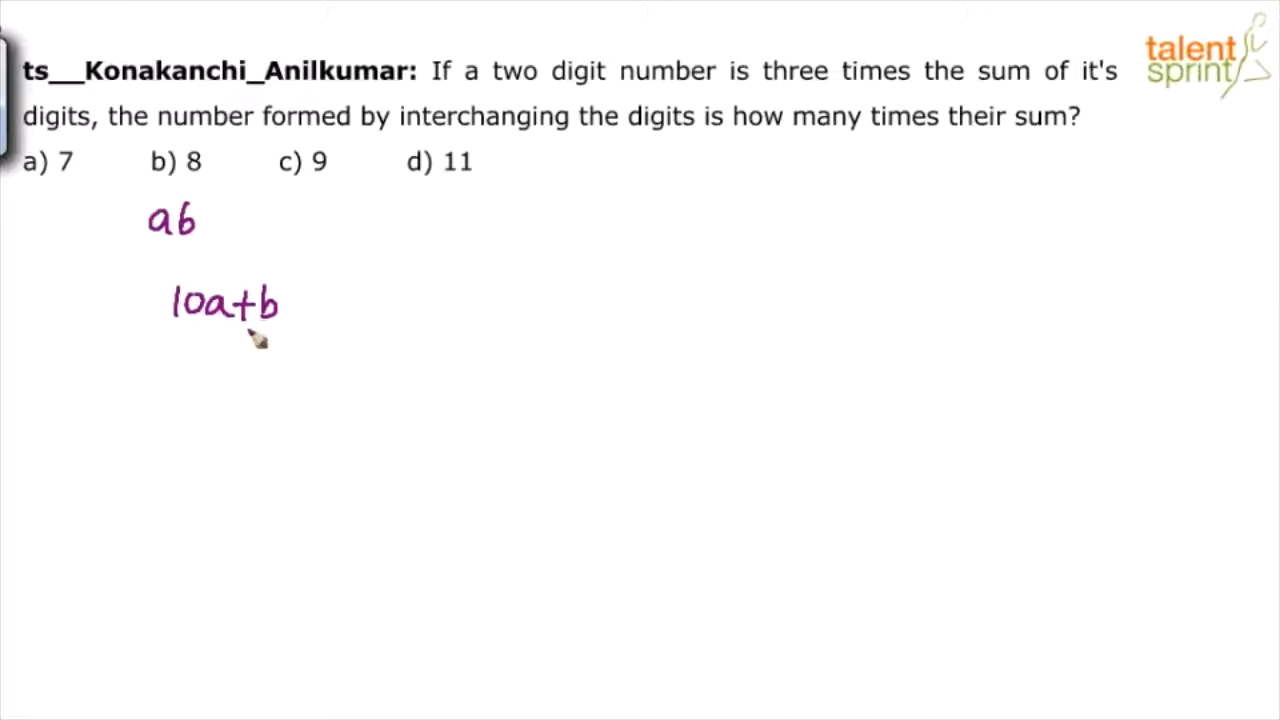 talent
sprint
ts__Konakanchi_Anilkumar: If a two digit number is three times the sum of it's
digits, the number formed by interchanging the digits is how many times their sum?
a) 7 b) 8 c) 9 d) 11
ab
10a+b